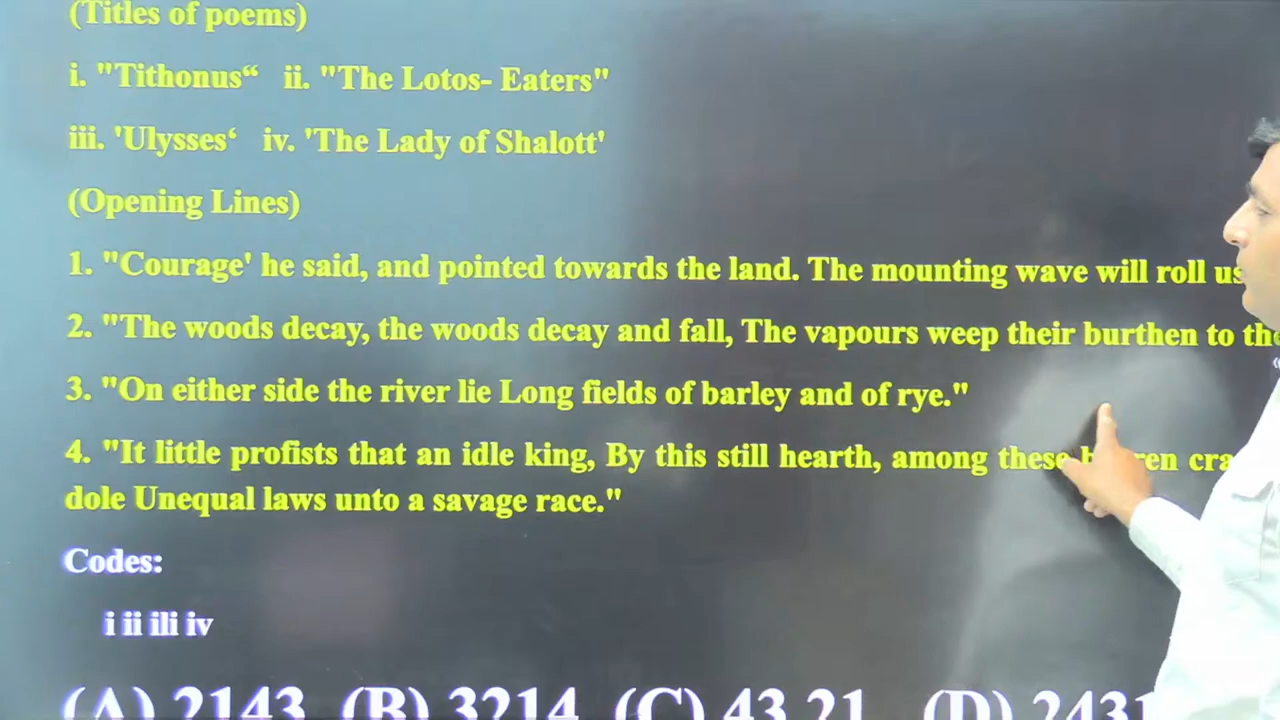 (Titles of poems)
i. "Tithonus“ ii. "The Lotos- Eaters"
iii. 'Ulysses‘ iv. 'The Lady of Shalott'
(Opening Lines)
1. "Courage' he said, and pointed towards the land. The mounting wave will roll us
2. "The woods decay, the woods decay and fall, The vapours weep their burthen to
3. "On either side the river lie Long fields of barley and of rye."
4. "It little profists that an idle king, By this still hearth, among these
dole Unequal laws unto a savage race."
Codes:
i ii ili iv
(A) 2143 (B) 3214 (C) 43 21 (D) 2431